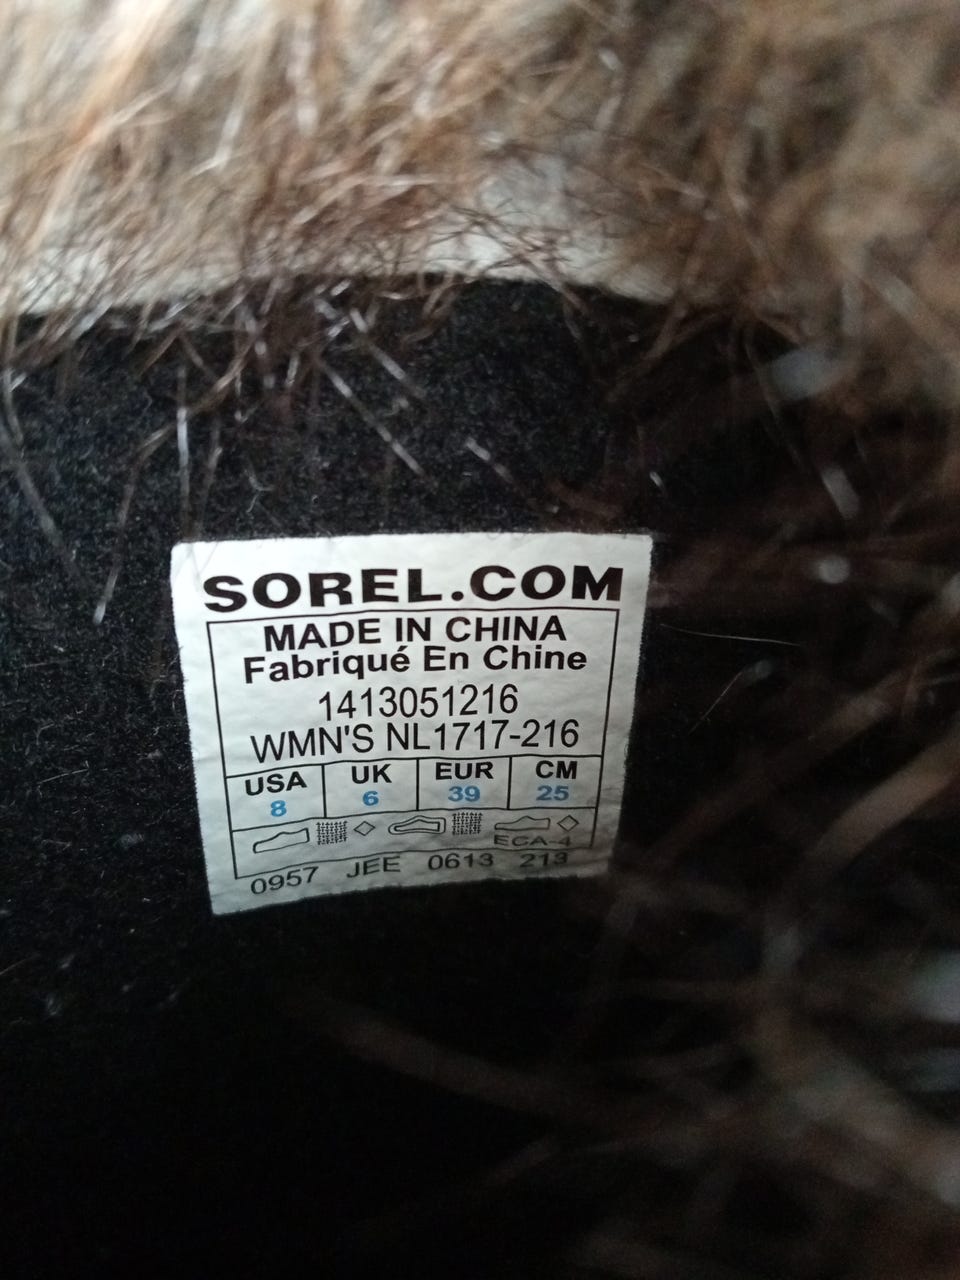 SOREL.COM
MADE IN CHINA
Fabriqué En Chine
1413051216
WMN'S NL1717-216
USA UK EUR CM
8 6 39 25
ECA-4
0957 JEE 0613 213